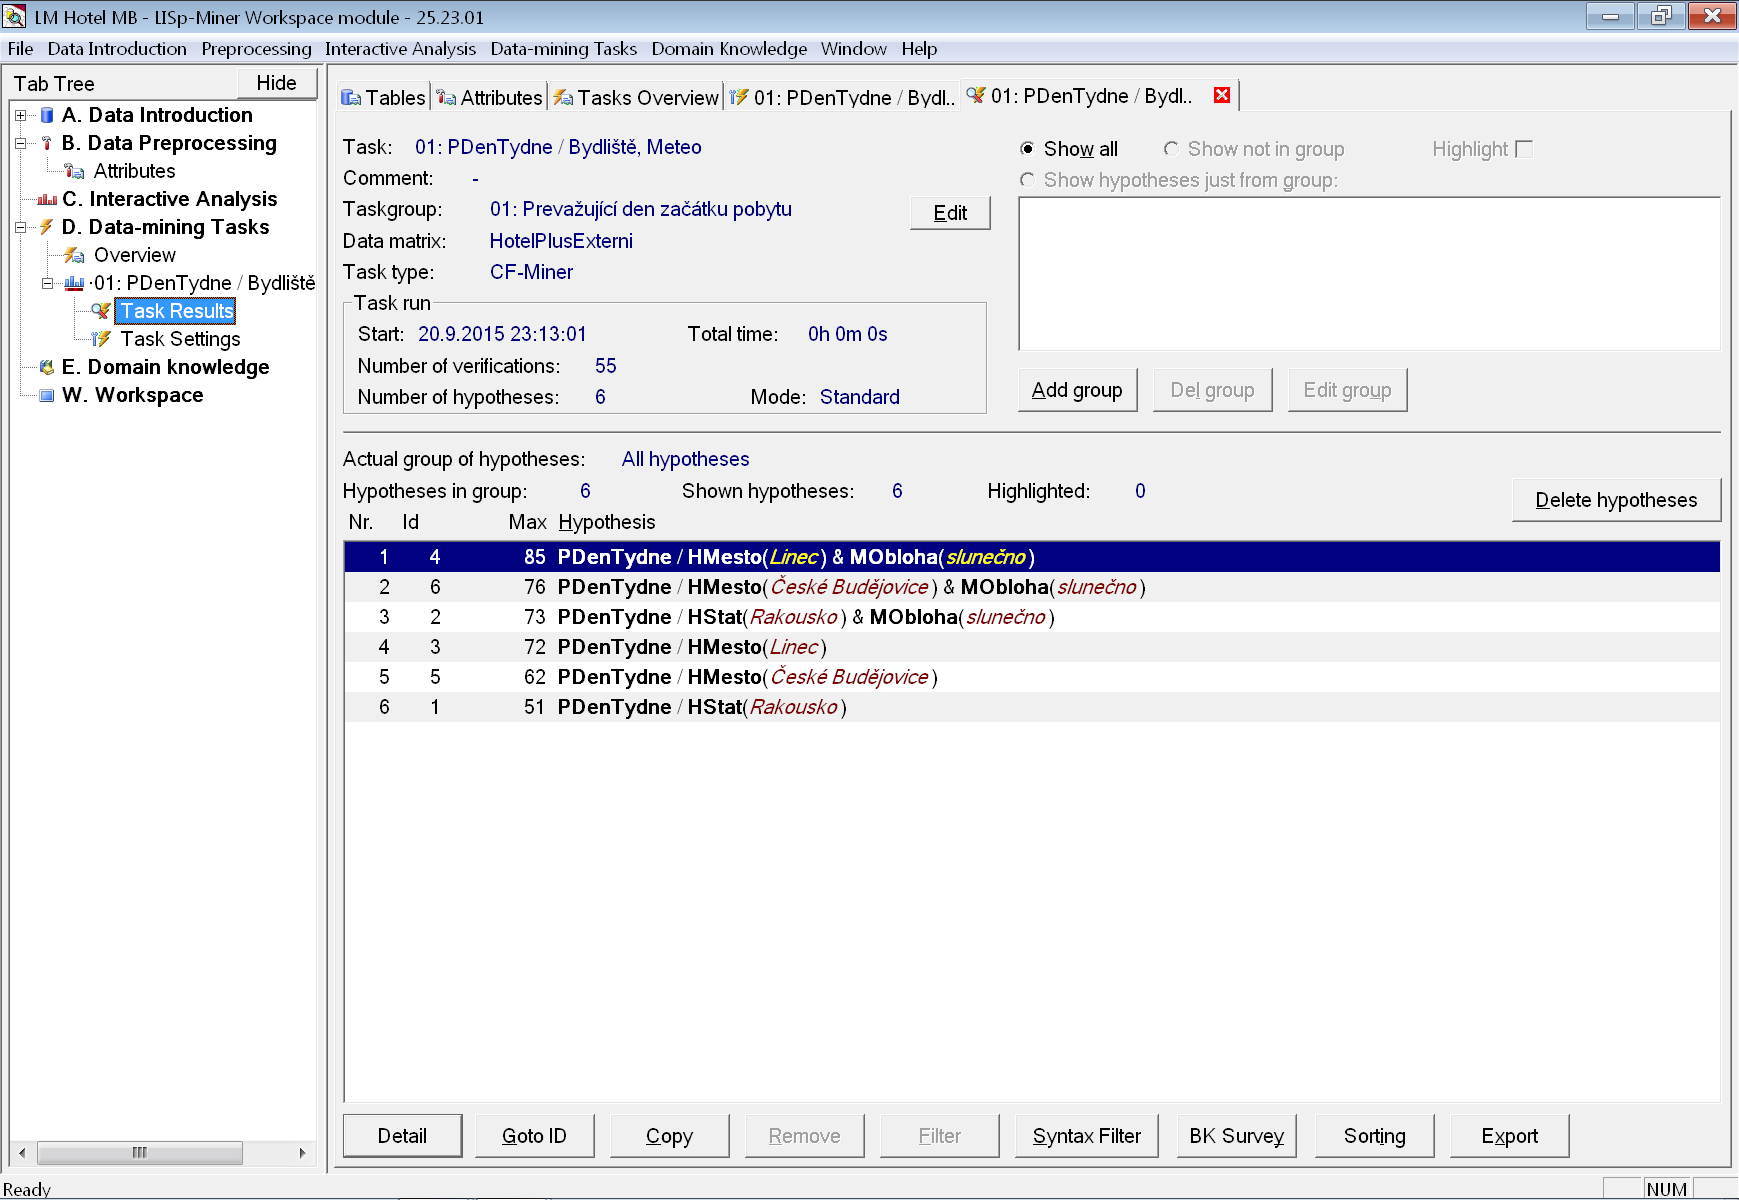 LM Hotel MB - LISp-Miner Workspace module - 25.23.01
File Data Introduction Preprocessing Interactive Analysis Data-mining Tasks Domain Knowledge Window Help
Tab Tree Hide
A. Data Introduction
B. Data Preprocessing
Attributes
C. Interactive Analysis
D. Data-mining Tasks
Overview
·01: PDenTydne / Bydliště
Task Results
Task Settings
E. Domain knowledge
W. Workspace
Tables Attributes Tasks Overview 01: PDenTydne / Bydl.. 01: PDenTydne / Bydl..
Task: 01: PDenTydne / Bydliště, Meteo
Comment: -
Taskgroup: 01: Prevažující den začátku pobytu
Edit
Data matrix: HotelPlusExterni
Task type: CF-Miner
Task run
Start: 20.9.2015 23:13:01 Total time: 0h 0m 0s
Number of verifications: 55
Number of hypotheses: 6 Mode: Standard
Show all Show not in group Highlight
Show hypotheses just from group:
Add group Del group Edit group
Actual group of hypotheses: All hypotheses
Hypotheses in group: 6 Shown hypotheses: 6 Highlighted: 0
Delete hypotheses
Nr. Id Max Hypothesis
1 4 85 PDenTydne / HMesto(Linec) & MObloha(slunečno)
2 6 76 PDenTydne / HMesto(České Budějovice) & MObloha(slunečno)
3 2 73 PDenTydne / HStat(Rakousko) & MObloha(slunečno)
4 3 72 PDenTydne / HMesto(Linec)
5 5 62 PDenTydne / HMesto(České Budějovice)
6 1 51 PDenTydne / HStat(Rakousko)
Detail Goto ID Copy Remove Filter Syntax Filter BK Survey Sorting Export
Ready NUM